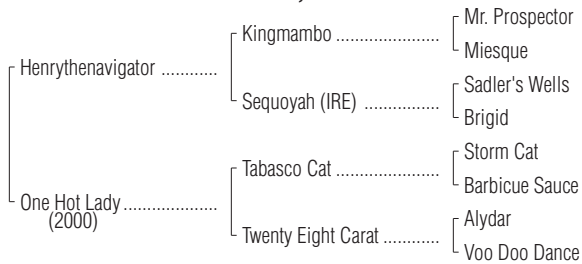 Mr. Prospector
Kingmambo ....................
Miesque
Henrythenavigator ............
Sadler's Wells
Sequoyah (IRE) ...............
Brigid
Storm Cat
Tabasco Cat ....................
Barbicue Sauce
One Hot Lady .....................
(2000)
Alydar
Twenty Eight Carat ............
Voo Doo Dance